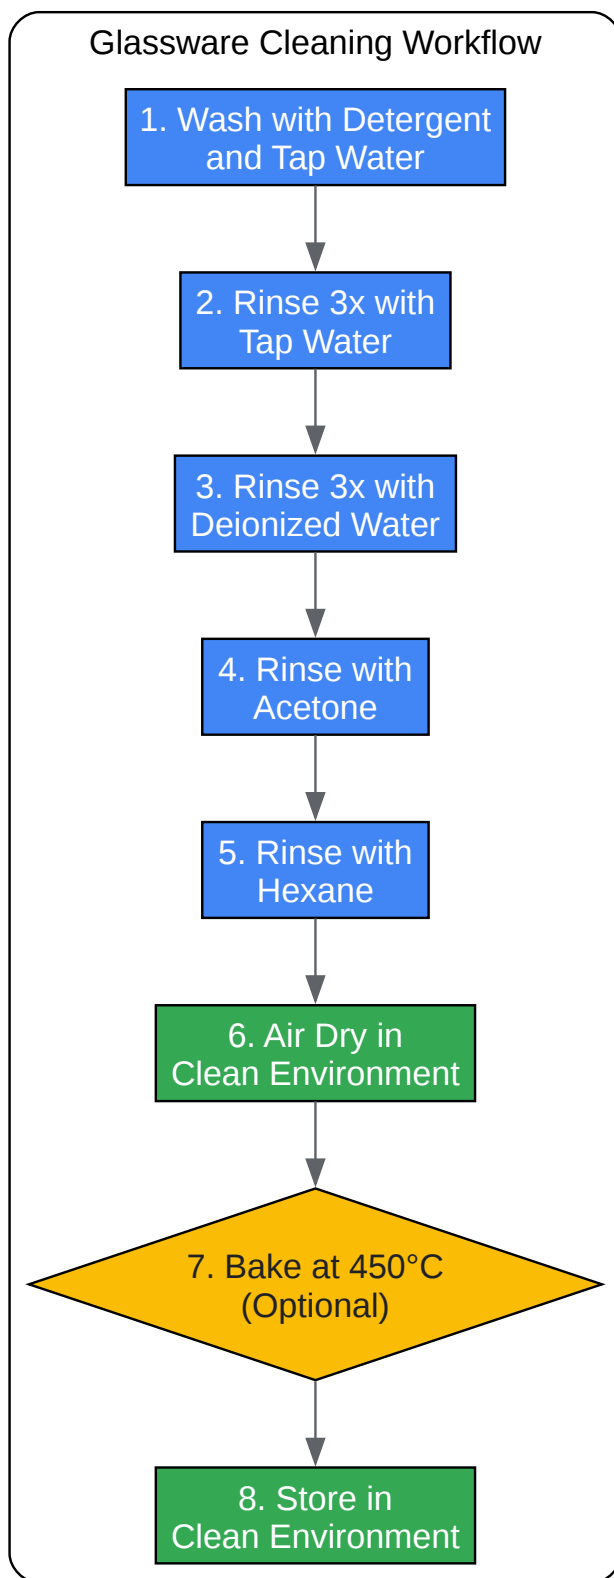 Glassware Cleaning Workflow
1. Wash with Detergent
and Tap Water
2. Rinse 3x with
Tap Water
3. Rinse 3x with
Deionized Water
4. Rinse with
Acetone
5. Rinse with
Hexane
6. Air Dry in
Clean Environment
7. Bake at 450°C
(Optional)
8. Store in
Clean Environment